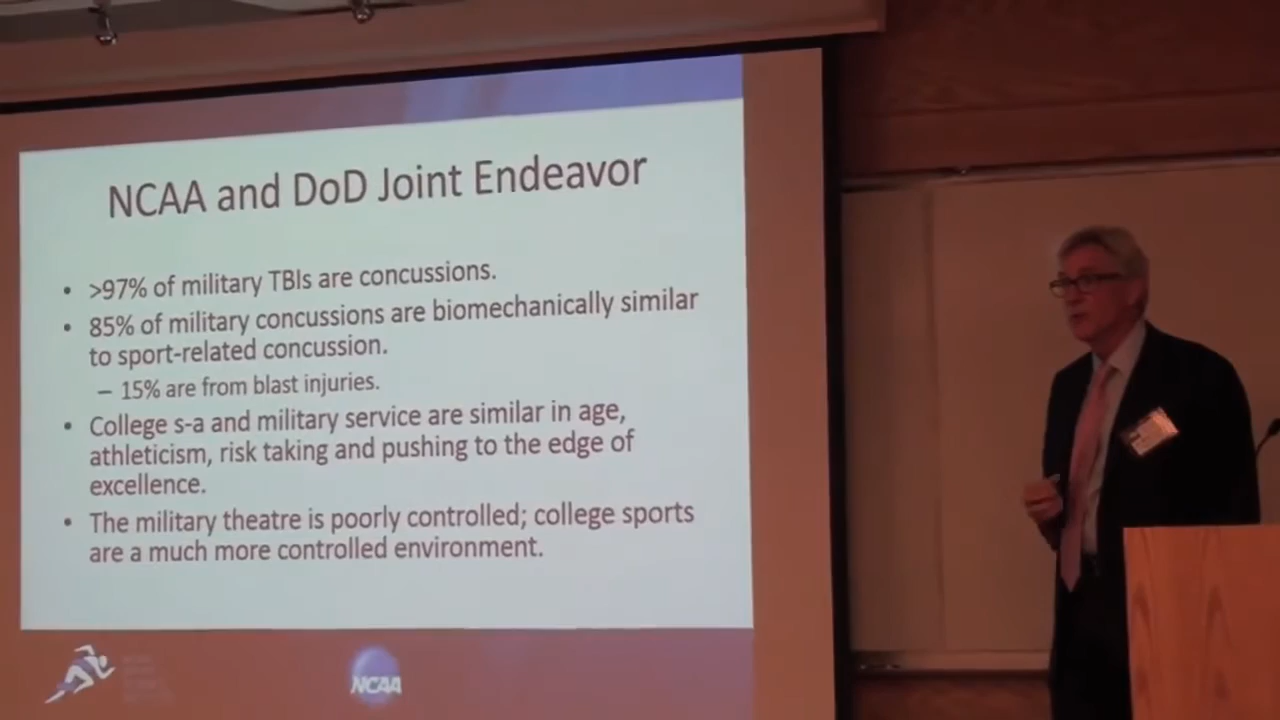 NCAA and DoD Joint Endeavor
• >97% of military TBIs are concussions.
• 85% of military concussions are biomechanically similar
to sport-related concussion.
– 15% are from blast injuries.
• College s-a and military service are similar in age,
athleticism, risk taking and pushing to the edge of
excellence.
• The military theatre is poorly controlled; college sports
are a much more controlled environment.
NCAA